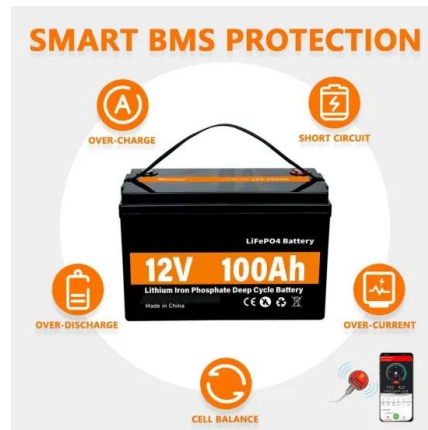 SMART BMS PROTECTION
A
OVER-CHARGE
SHORT CIRCUIT
LiFePO4 Battery
12V 100Ah
Lithium Iron Phosphate Deep Cycle Battery
Made in China
CE
OVER-DISCHARGE
OVER-CURRENT
CELL BALANCE